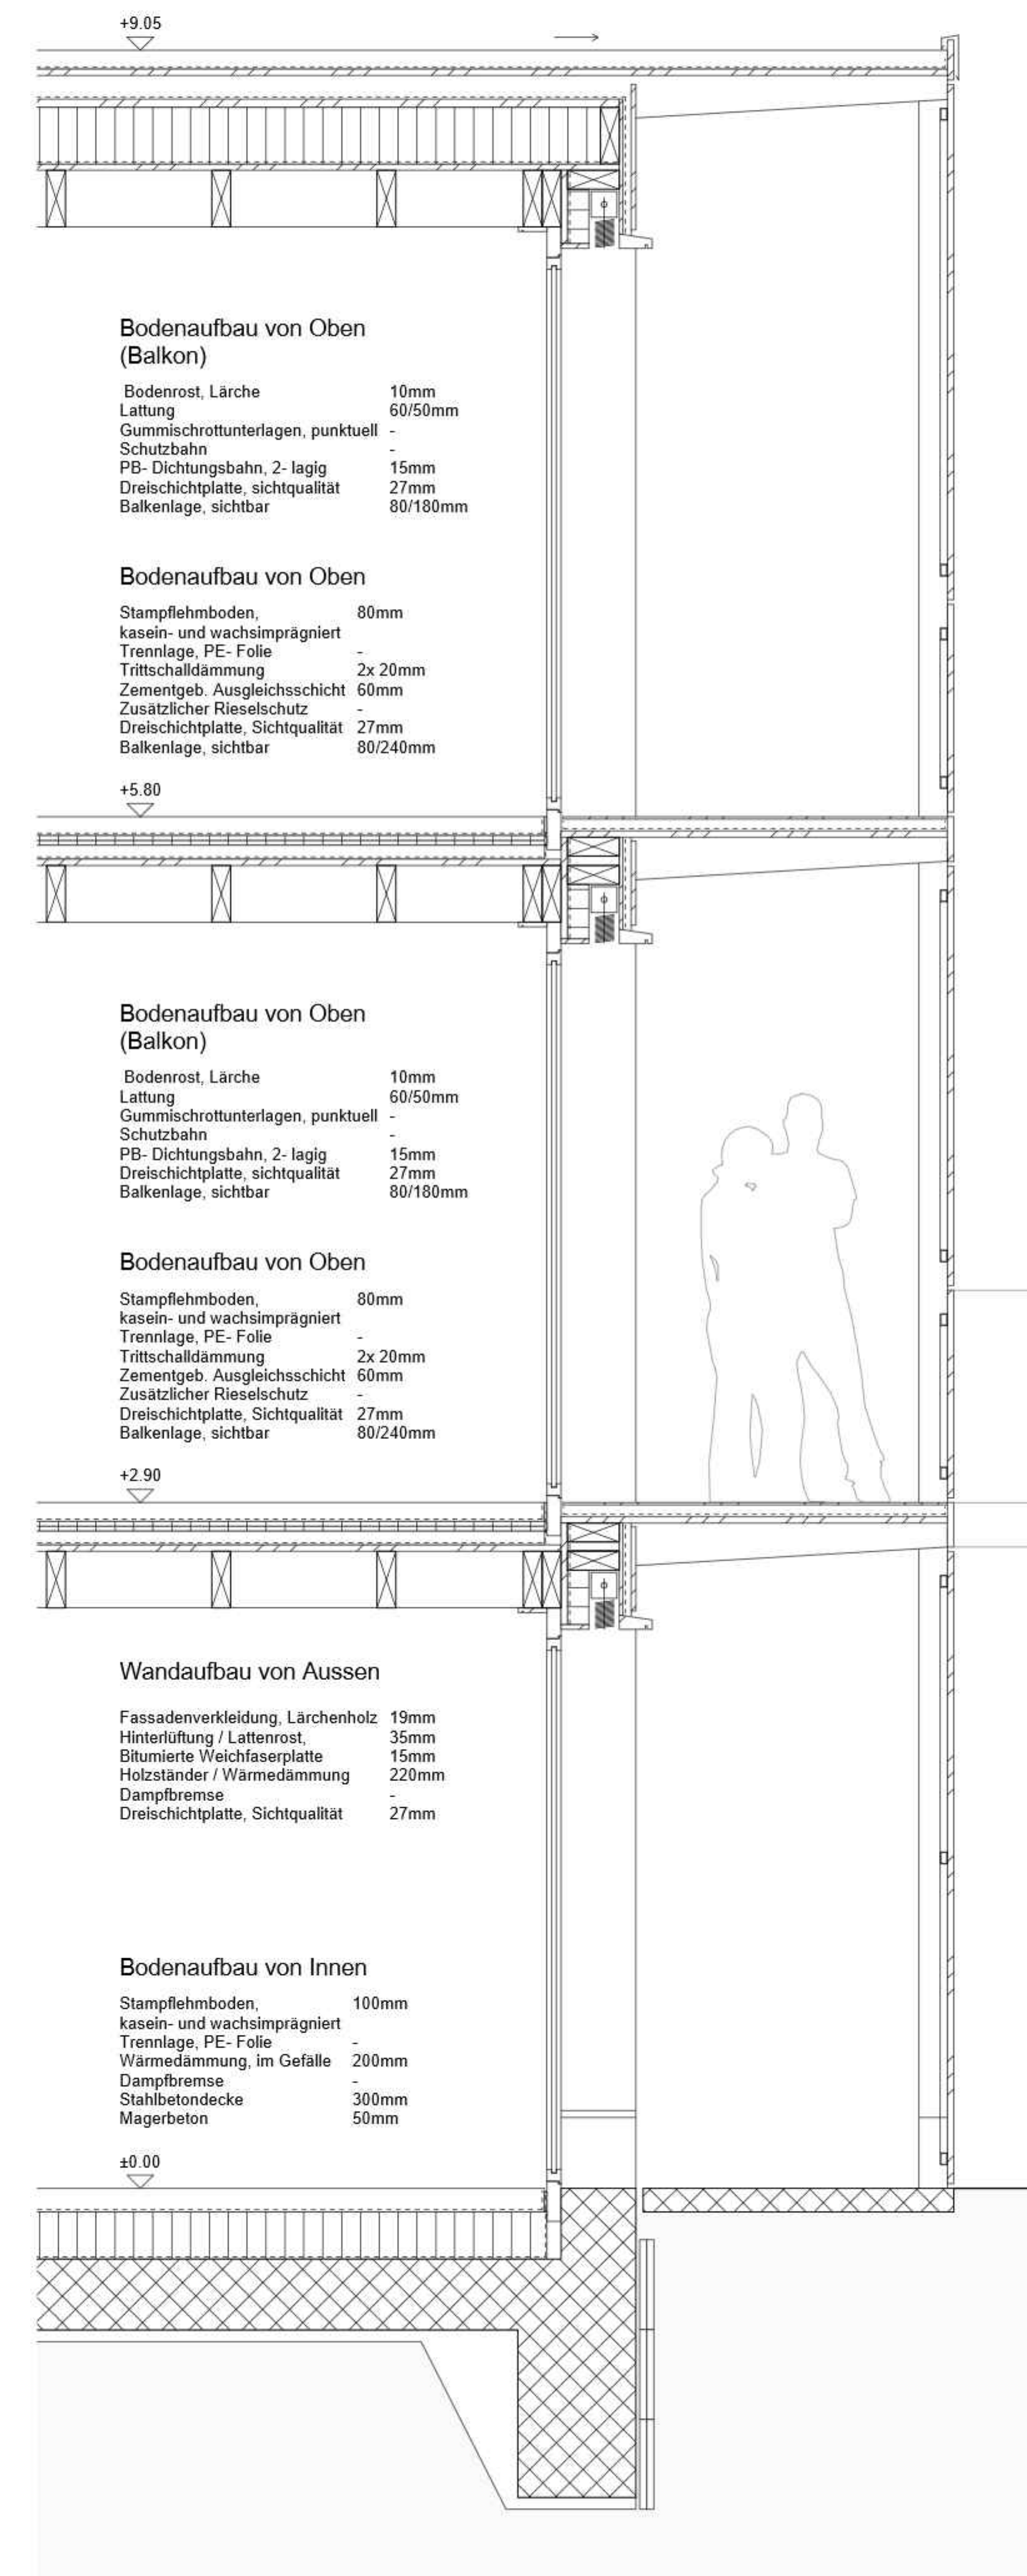 +9.05
Bodenaufbau von Oben
(Balkon)
Bodenrost, Lärche 10mm
Lattung 60/50mm
Gummischrottunterlagen, punktuell -
Schutzbahn -
PB- Dichtungsbahn, 2- lagig 15mm
Dreischichtplatte, sichtqualität 27mm
Balkenlage, sichtbar 80/180mm
Bodenaufbau von Oben
Stampflehmboden, 80mm
kasein- und wachsimprägniert
Trennlage, PE- Folie -
Trittschalldämmung 2x 20mm
Zementgeb. Ausgleichsschicht 60mm
Zusätzlicher Rieselschutz -
Dreischichtplatte, Sichtqualität 27mm
Balkenlage, sichtbar 80/240mm
+5.80
Bodenaufbau von Oben
(Balkon)
Bodenrost, Lärche 10mm
Lattung 60/50mm
Gummischrottunterlagen, punktuell -
Schutzbahn -
PB- Dichtungsbahn, 2- lagig 15mm
Dreischichtplatte, sichtqualität 27mm
Balkenlage, sichtbar 80/180mm
Bodenaufbau von Oben
Stampflehmboden, 80mm
kasein- und wachsimprägniert
Trennlage, PE- Folie -
Trittschalldämmung 2x 20mm
Zementgeb. Ausgleichsschicht 60mm
Zusätzlicher Rieselschutz -
Dreischichtplatte, Sichtqualität 27mm
Balkenlage, sichtbar 80/240mm
+2.90
Wandaufbau von Aussen
Fassadenverkleidung, Lärchenholz 19mm
Hinterlüftung / Lattenrost, 35mm
Bitumierte Weichfaserplatte 15mm
Holzständer / Wärmedämmung 220mm
Dampfbremse -
Dreischichtplatte, Sichtqualität 27mm
Bodenaufbau von Innen
Stampflehmboden, 100mm
kasein- und wachsimprägniert
Trennlage, PE- Folie -
Wärmedämmung, im Gefälle 200mm
Dampfbremse -
Stahlbetondecke 300mm
Magerbeton 50mm
±0.00